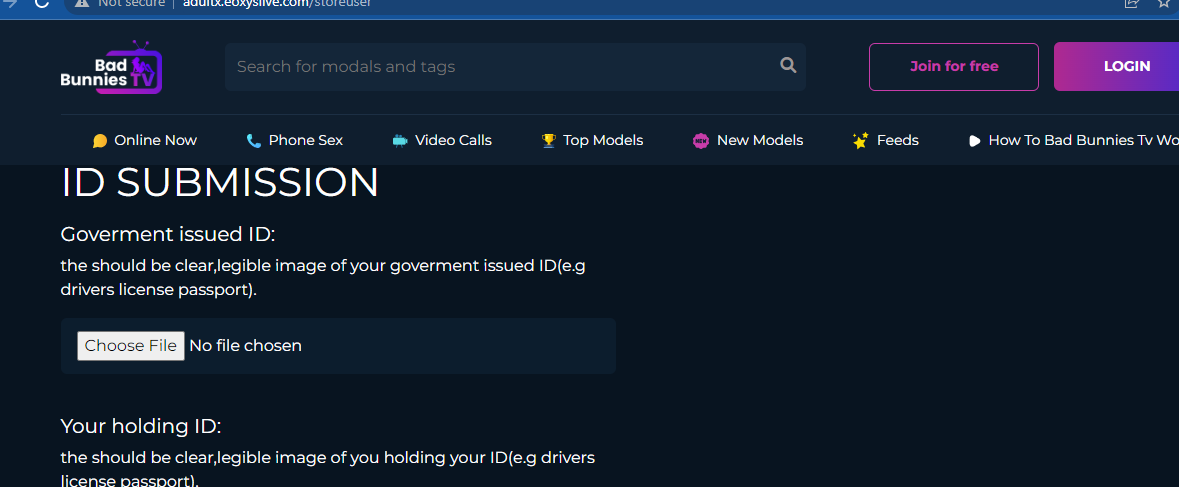 Not secure | adultx.eoxyslive.com/storeuser
Bad
Bunnies TV
Search for modals and tags
Join for free
LOGIN
Online Now
Phone Sex
Video Calls
Top Models
NEW
New Models
Feeds
How To Bad Bunnies Tv Wo
ID SUBMISSION
Goverment issued ID:
the should be clear,legible image of your goverment issued ID(e.g
drivers license passport).
Choose File No file chosen
Your holding ID:
the should be clear,legible image of you holding your ID(e.g drivers
license passport).